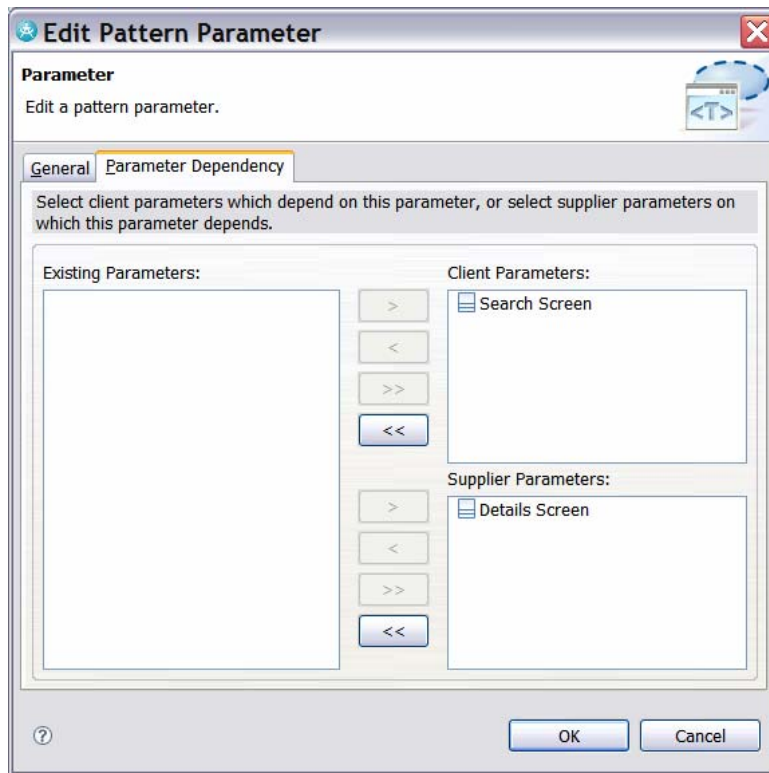 Edit Pattern Parameter
Parameter
Edit a pattern parameter.
<T>
General
Parameter Dependency
Select client parameters which depend on this parameter, or select supplier parameters on
which this parameter depends.
Existing Parameters:
Client Parameters:
>
<
>>
<<
Search Screen
Supplier Parameters:
>
<
>>
<<
Details Screen
?
OK
Cancel